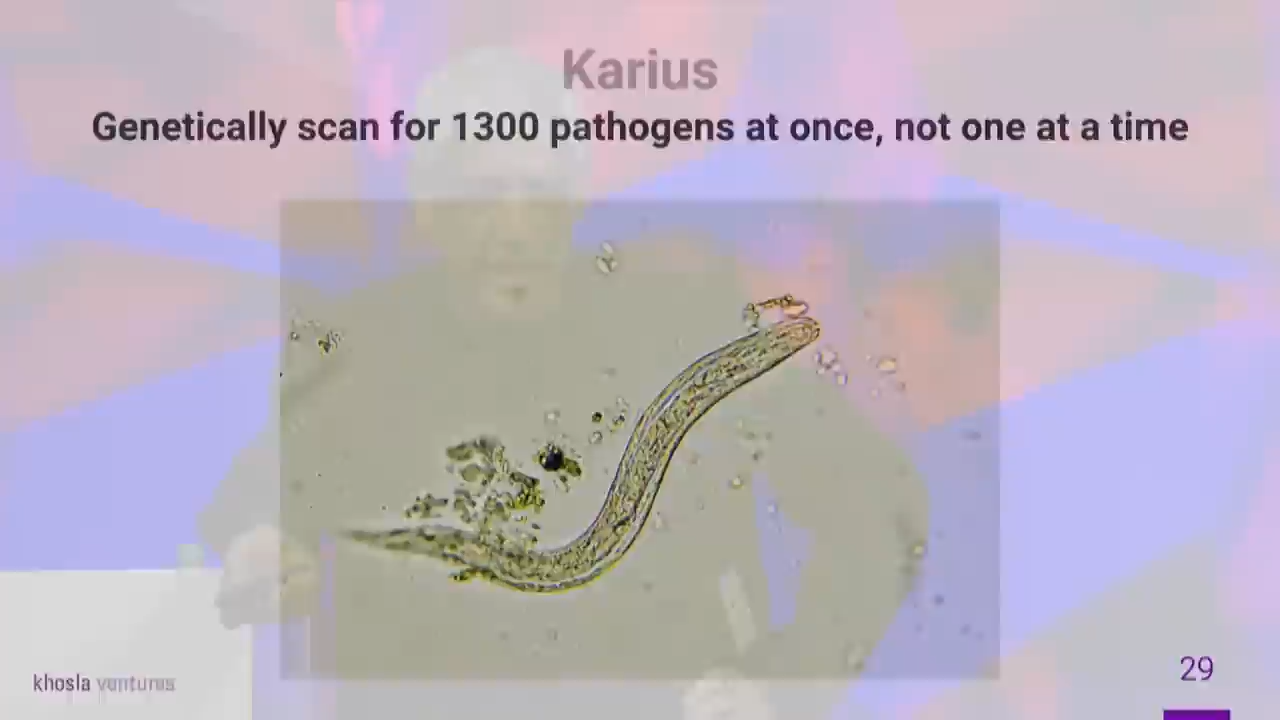 Karius
Genetically scan for 1300 pathogens at once, not one at a time
khosla ventures
29